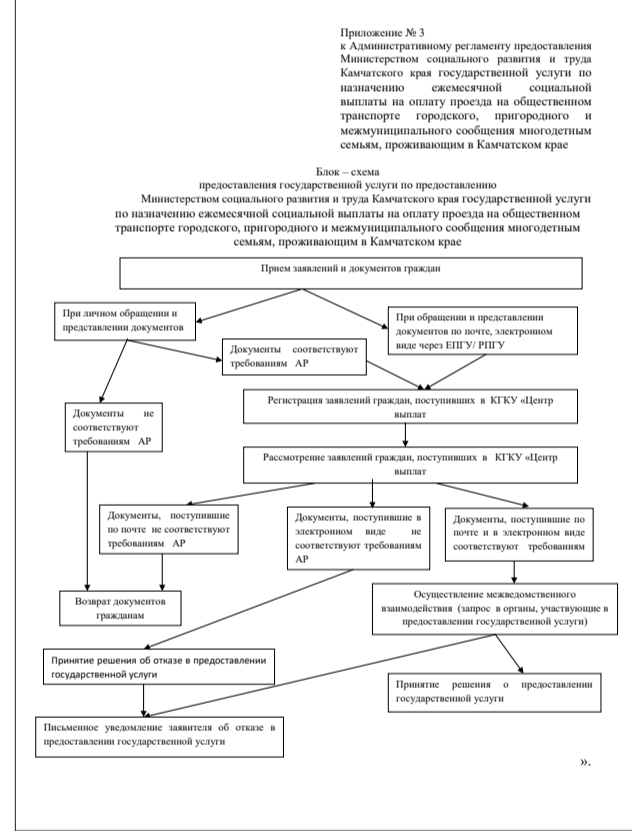 Приложение № 3
к Административному регламенту предоставления
Министерством социального развития и труда
Камчатского края государственной услуги по
назначению ежемесячной социальной
выплаты на оплату проезда на общественном
транспорте городского, пригородного и
межмуниципального сообщения многодетным
семьям, проживающим в Камчатском крае
Блок – схема
предоставления государственной услуги по предоставлению
Министерством социального развития и труда Камчатского края государственной услуги
по назначению ежемесячной социальной выплаты на оплату проезда на общественном
транспорте городского, пригородного и межмуниципального сообщения многодетным
семьям, проживающим в Камчатском крае
Прием заявлений и документов граждан
При личном обращении и
представлении документов
При обращении и представлении
документов по почте, электронном
виде через ЕПГУ/ РПГУ
Документы соответствуют
требованиям АР
Документы не
соответствуют
требованиям АР
Регистрация заявлений граждан, поступивших в КГКУ «Центр
выплат
Рассмотрение заявлений граждан, поступивших в КГКУ «Центр
выплат
Документы, поступившие
по почте не соответствуют
требованиям АР
Документы, поступившие в
электронном виде не
соответствуют требованиям
АР
Документы, поступившие по
почте и в электронном виде
соответствуют требованиям
Возврат документов
гражданам
Осуществление межведомственного
взаимодействия (запрос в органы, участвующие в
предоставлении государственной услуги)
Принятие решения об отказе в предоставлении
государственной услуги
Принятие решения о предоставлении
государственной услуги
Письменное уведомление заявителя об отказе в
предоставлении государственной услуги
».